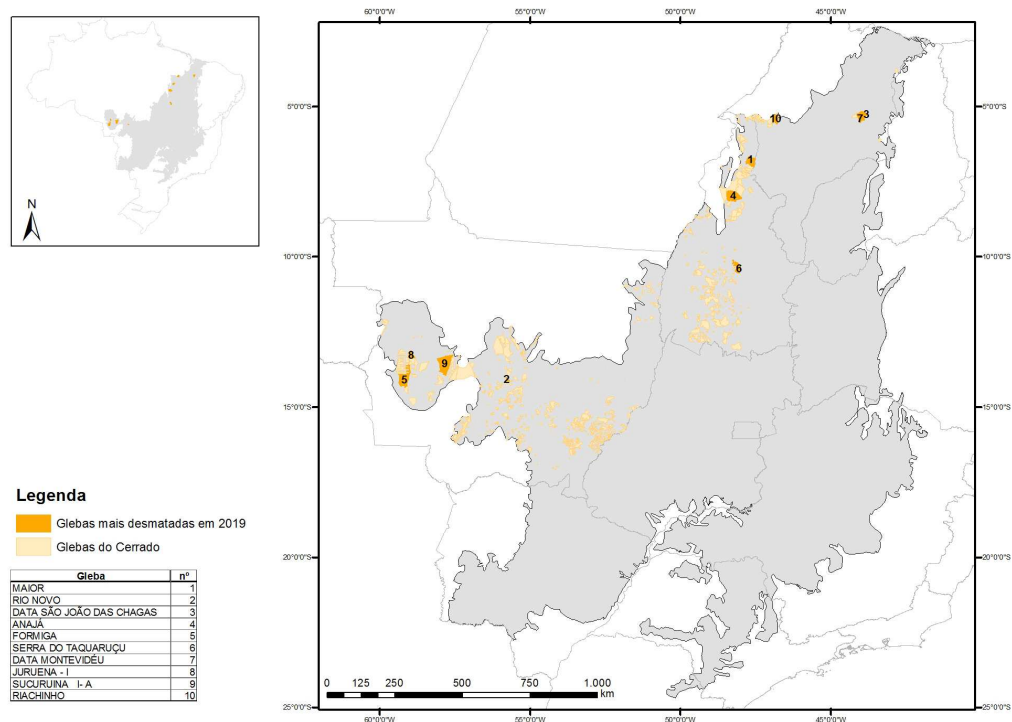 N
60°0'0"W 55°0'0"W 50°0'0"W 45°0'0"W
5°0'0"S 5°0'0"S
10 7 3
1
4
10°0'0"S 10°0'0"S
6
8 9
5 2
15°0'0"S 15°0'0"S
20°0'0"S 20°0'0"S
25°0'0"S 25°0'0"S
60°0'0"W 55°0'0"W 50°0'0"W 45°0'0"W
0 125 250 500 750 1.000
km
Legenda
Glebas mais desmatadas em 2019
Glebas do Cerrado
Gleba nº
MAIOR 1
RIO NOVO 2
DATA SÃO JOÃO DAS CHAGAS 3
ANAJÁ 4
FORMIGA 5
SERRA DO TAQUARUÇU 6
DATA MONTEVIDÉU 7
JURUENA - I 8
SUCURUINA I- A 9
RIACHINHO 10